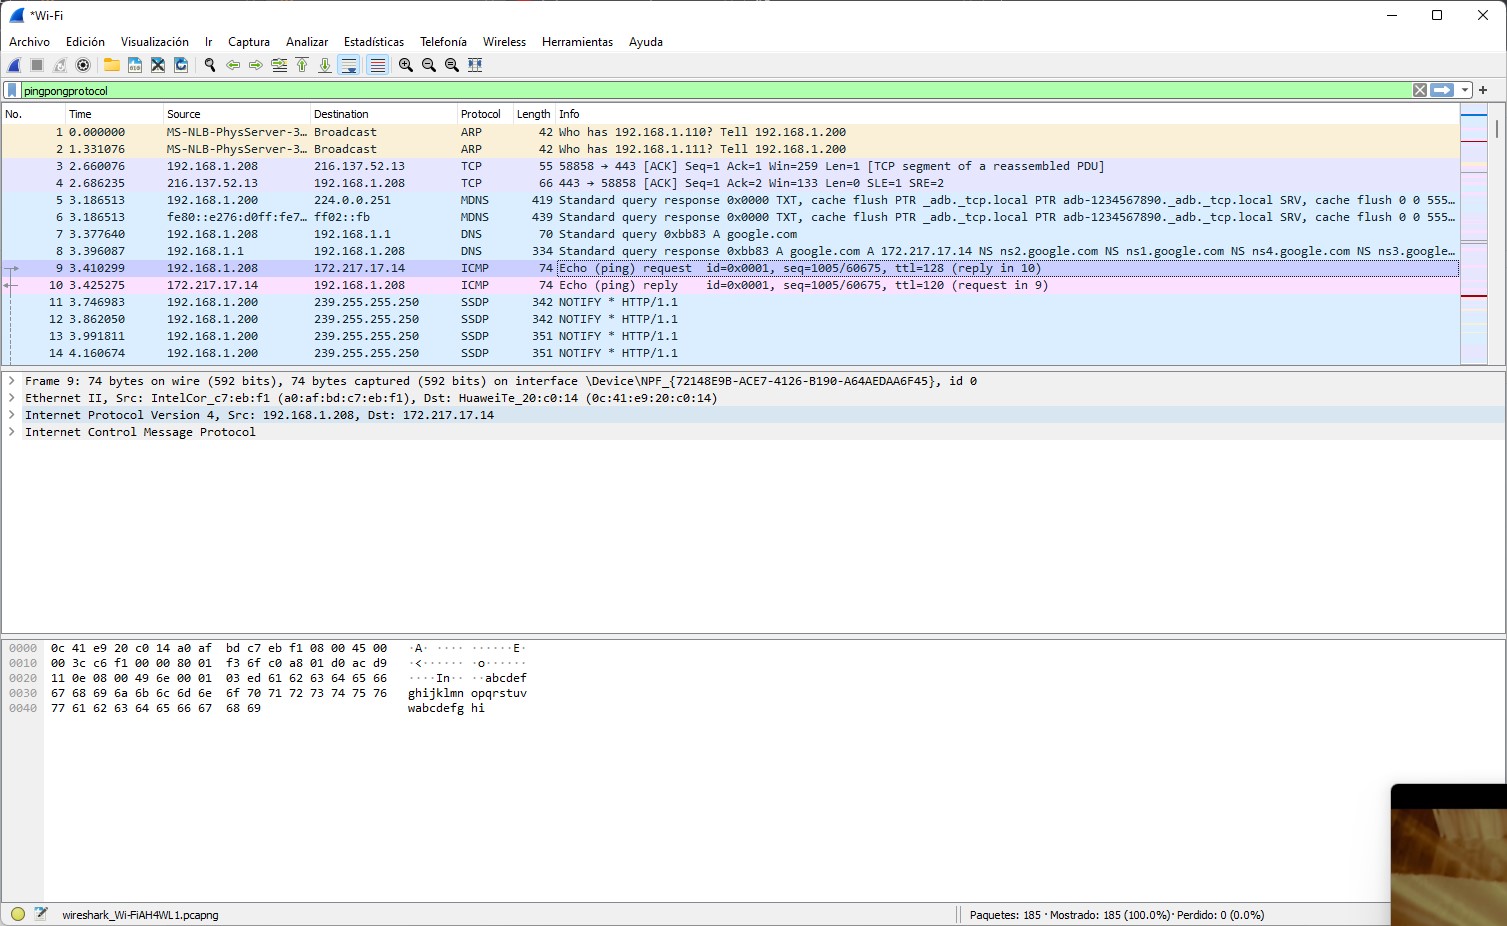 *Wi-Fi
Archivo Edición Visualización Ir Captura Analizar Estadísticas Telefonía Wireless Herramientas Ayuda
pingpongprotocol
No. Time Source Destination Protocol Length Info
1 0.000000 MS-NLB-PhysServer-3… Broadcast ARP 42 Who has 192.168.1.110? Tell 192.168.1.200
2 1.331076 MS-NLB-PhysServer-3… Broadcast ARP 42 Who has 192.168.1.111? Tell 192.168.1.200
3 2.660076 192.168.1.208 216.137.52.13 TCP 55 58858 → 443 [ACK] Seq=1 Ack=1 Win=259 Len=1 [TCP segment of a reassembled PDU]
4 2.686235 216.137.52.13 192.168.1.208 TCP 66 443 → 58858 [ACK] Seq=1 Ack=2 Win=133 Len=0 SLE=1 SRE=2
5 3.186513 192.168.1.200 224.0.0.251 MDNS 419 Standard query response 0x0000 TXT, cache flush PTR _adb._tcp.local PTR adb-1234567890._adb._tcp.local SRV, cache flush 0 0 555…
6 3.186513 fe80::e276:d0ff:fe7… ff02::fb MDNS 439 Standard query response 0x0000 TXT, cache flush PTR _adb._tcp.local PTR adb-1234567890._adb._tcp.local SRV, cache flush 0 0 555…
7 3.377640 192.168.1.208 192.168.1.1 DNS 70 Standard query 0xbb83 A google.com
8 3.396087 192.168.1.1 192.168.1.208 DNS 334 Standard query response 0xbb83 A google.com A 172.217.17.14 NS ns2.google.com NS ns1.google.com NS ns4.google.com NS ns3.google…
9 3.410299 192.168.1.208 172.217.17.14 ICMP 74 Echo (ping) request id=0x0001, seq=1005/60675, ttl=128 (reply in 10)
10 3.425275 172.217.17.14 192.168.1.208 ICMP 74 Echo (ping) reply id=0x0001, seq=1005/60675, ttl=120 (request in 9)
11 3.746983 192.168.1.200 239.255.255.250 SSDP 342 NOTIFY * HTTP/1.1
12 3.862050 192.168.1.200 239.255.255.250 SSDP 342 NOTIFY * HTTP/1.1
13 3.991811 192.168.1.200 239.255.255.250 SSDP 351 NOTIFY * HTTP/1.1
14 4.160674 192.168.1.200 239.255.255.250 SSDP 351 NOTIFY * HTTP/1.1
Frame 9: 74 bytes on wire (592 bits), 74 bytes captured (592 bits) on interface \Device\NPF_{72148E9B-ACE7-4126-B190-A64AEDAA6F45}, id 0
Ethernet II, Src: IntelCor_c7:eb:f1 (a0:af:bd:c7:eb:f1), Dst: HuaweiTe_20:c0:14 (0c:41:e9:20:c0:14)
Internet Protocol Version 4, Src: 192.168.1.208, Dst: 172.217.17.14
Internet Control Message Protocol
0000 0c 41 e9 20 c0 14 a0 af bd c7 eb f1 08 00 45 00 ·A· ···· ······E·
0010 00 3c c6 f1 00 00 80 01 f3 6f c0 a8 01 d0 ac d9 ·<······ ·o······
0020 11 0e 08 00 49 6e 00 01 03 ed 61 62 63 64 65 66 ····In·· ··abcdef
0030 67 68 69 6a 6b 6c 6d 6e 6f 70 71 72 73 74 75 76 ghijklmn opqrstuv
0040 77 61 62 63 64 65 66 67 68 69 wabcdefg hi
wireshark_Wi-FiAH4WL1.pcapng Paquetes: 185 · Mostrado: 185 (100.0%) · Perdido: 0 (0.0%)